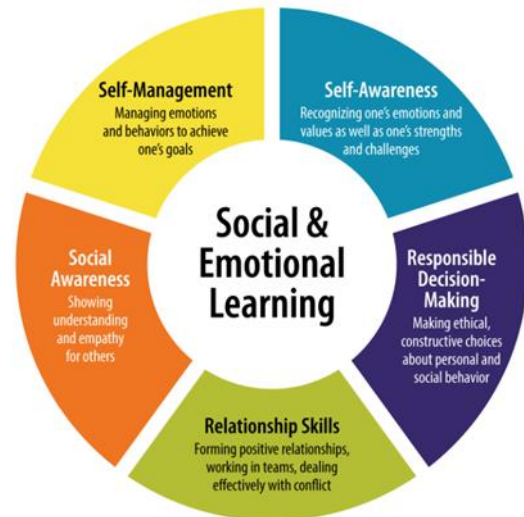 Self-Management
Managing emotions
and behaviors to achieve
one's goals
Self-Awareness
Recognizing one's emotions and
values as well as one's strengths
and challenges
Social &
Emotional
Learning
Social
Awareness
Showing
understanding
and empathy
for others
Responsible
Decision-
Making
Making ethical,
constructive choices
about personal and
social behavior
Relationship Skills
Forming positive relationships,
working in teams, dealing
effectively with conflict